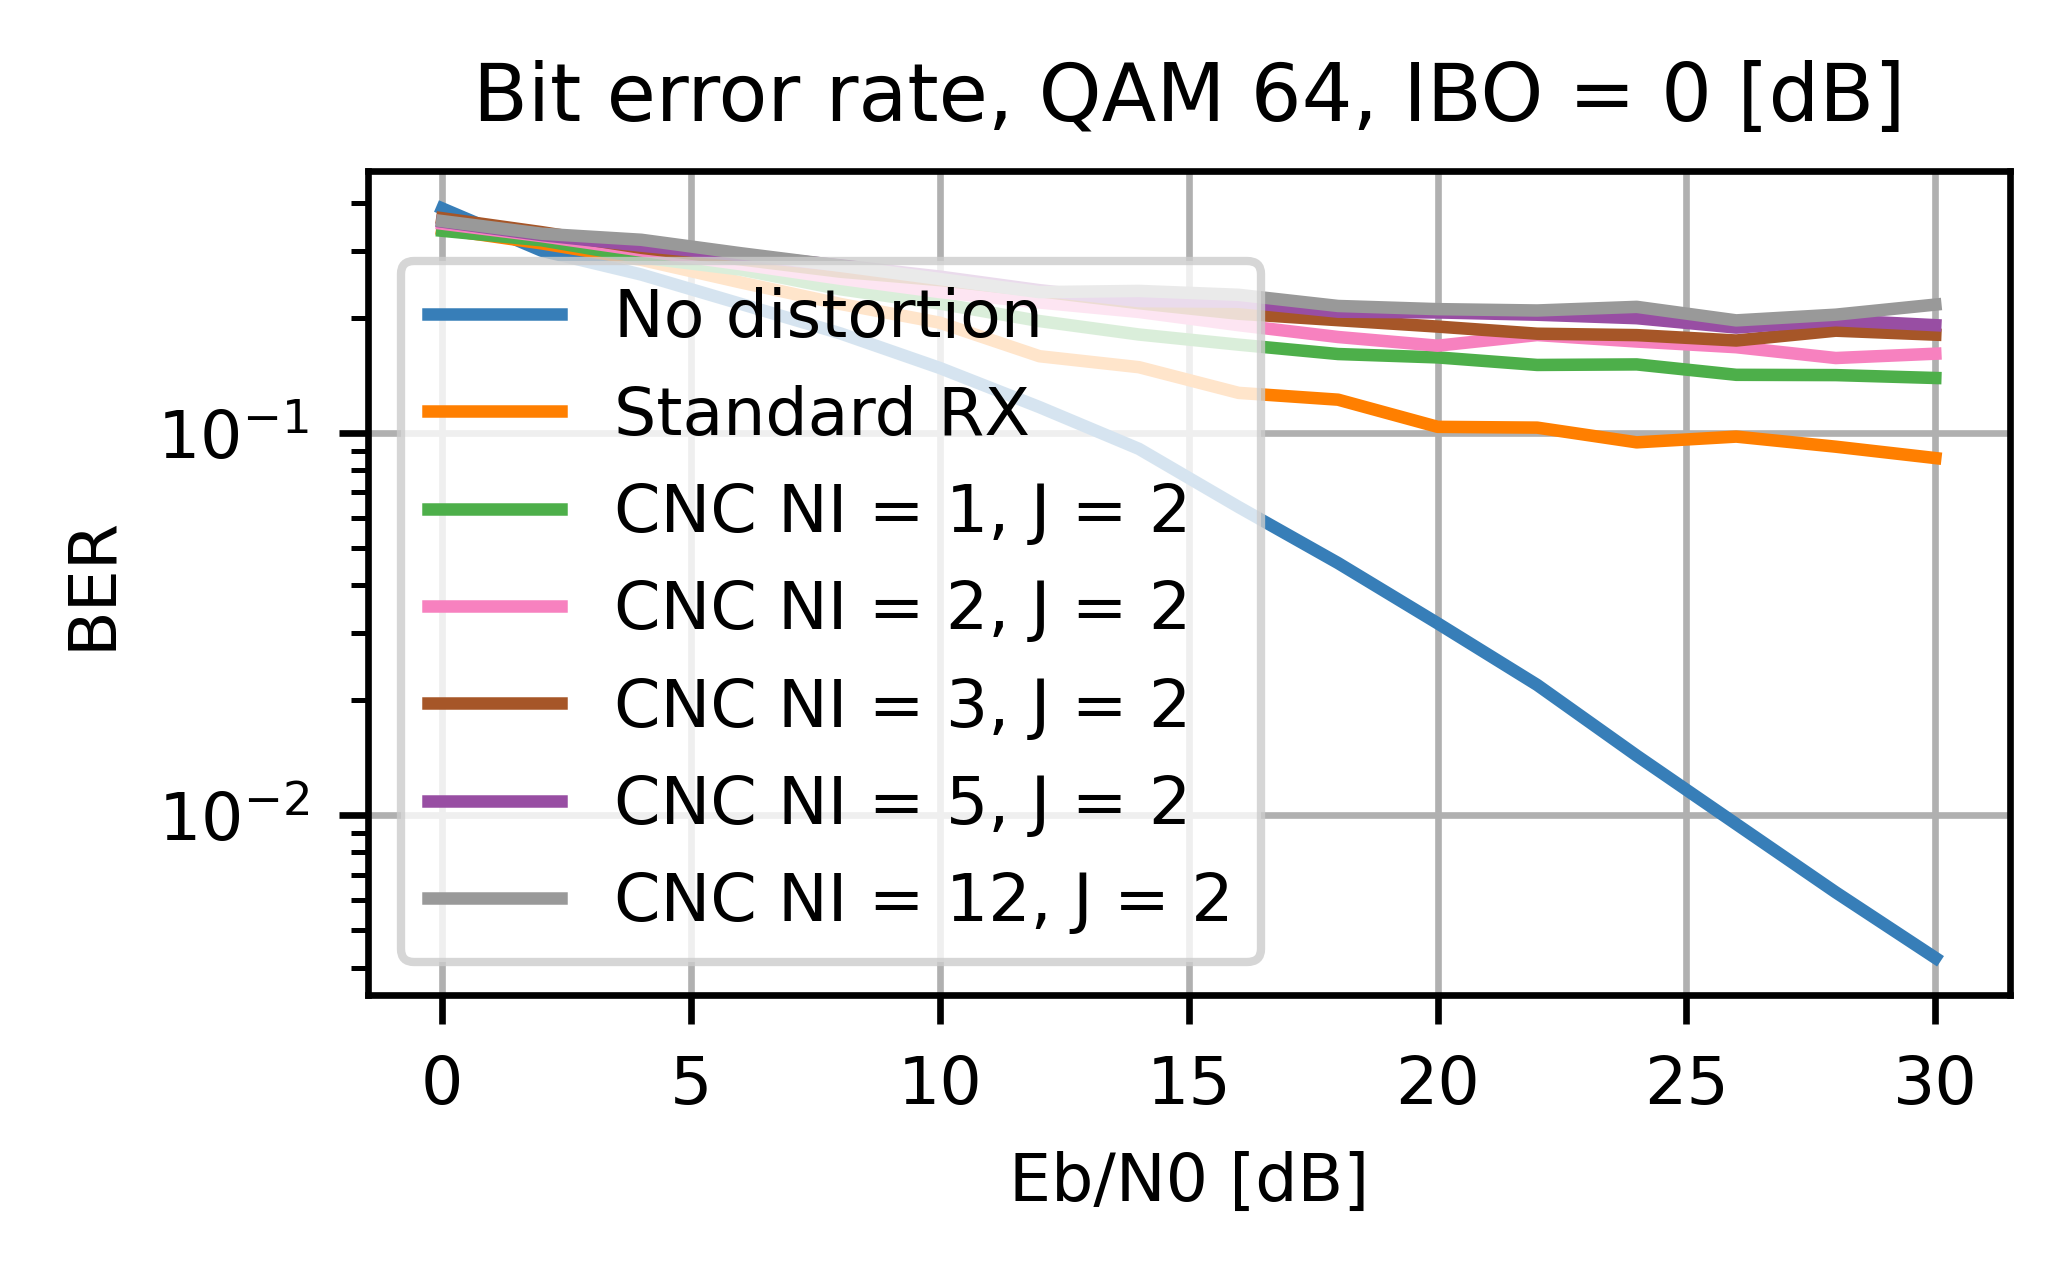 Bit error rate, QAM 64, IBO = 0 [dB]
BER
10⁻¹
10⁻²
No distortion
Standard RX
CNC NI = 1, J = 2
CNC NI = 2, J = 2
CNC NI = 3, J = 2
CNC NI = 5, J = 2
CNC NI = 12, J = 2
0 5 10 15 20 25 30
Eb/N0 [dB]